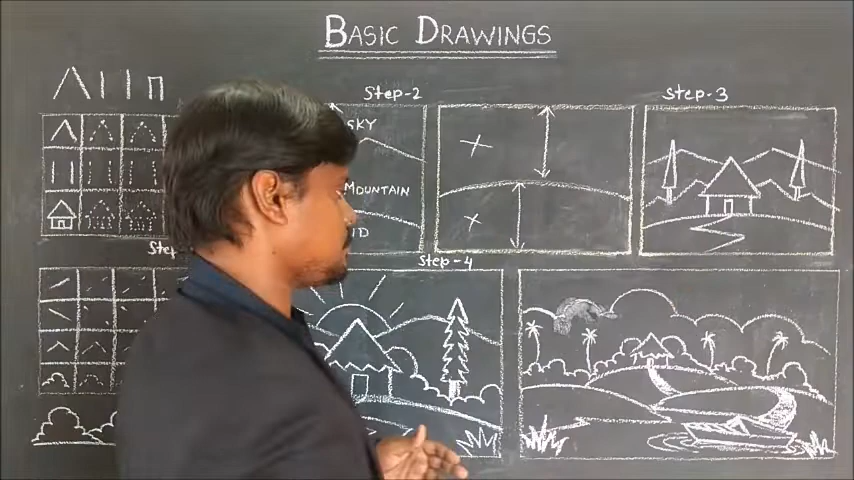 BASIC DRAWINGS
Step-2
Step-3
SKY
MOUNTAIN
Step-4